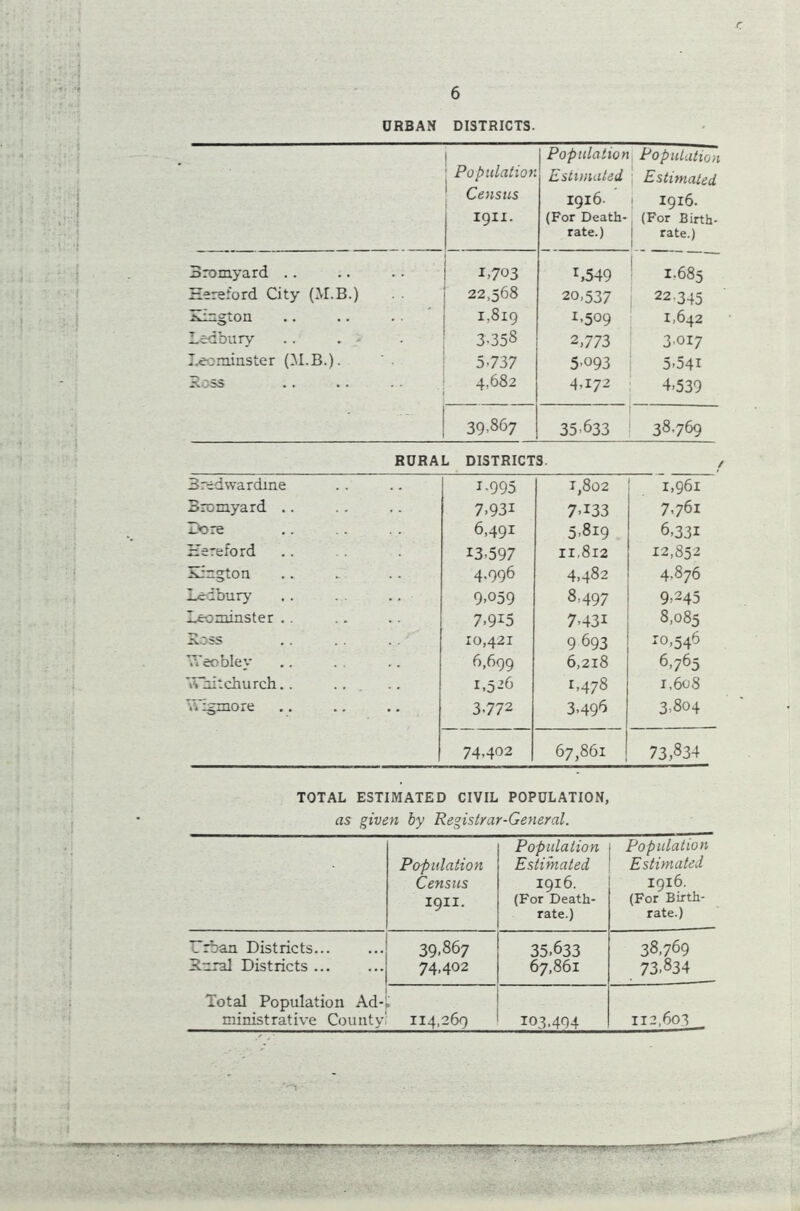 6
URBAN DISTRICTS.
Population Census 1911. Population Estimated 1916. (For Death-rate.) Population Estimated 1916. (For Birth-rate.)
Bromyard .. .. .. 1,703 1,549 1,685
Hereford City (M.B.) .. 22,568 20,537 22,345
Kington .. .. .. 1,819 1,509 1,642
Ledbury .. .. . 3,358 2,773 3,017
Leominster (M.B.). . 5,737 5,093 5,541
Ross .. .. .. 4,682 4,172 4,539
39,867 35,633 38,769
RURAL DISTRICTS.
Bredwardine .. .. 1,995 1,802 1,961
Bromyard .. .. .. 7,931 7,133 7,761
Dore .. .. .. 6,491 5,819 6,331
Hereford .. .. . 13,597 11,812 12,852
Kington .. .. .. 4,996 4,482 4,876
Ledbury .. .. .. 9,059 8,497 9,245
Leominster .. .. .. 7,915 7,431 8,085
Ross .. .. .. 10,421 9,693 10,546
Weobley .. .. .. 6,699 6,218 6,765
Whitchurch.. .. .. 1,526 1,478 1,608
Wigmore .. .. .. 3,772 3,496 3,804
74,402 67,861 73,834
TOTAL ESTIMATED CIVIL POPULATION,
as given by Registrar-General.
Population Census 1911. Population Estimated 1916. (For Death-rate.) Population Estimated 1916. (For Birth-rate.)
Urban Districts... ... 39,867 35,633 38,769
Rural Districts ... ... 74,402 67,861 73,834
Total Population Ad-
ministrative County 114,269 103,494 112,603